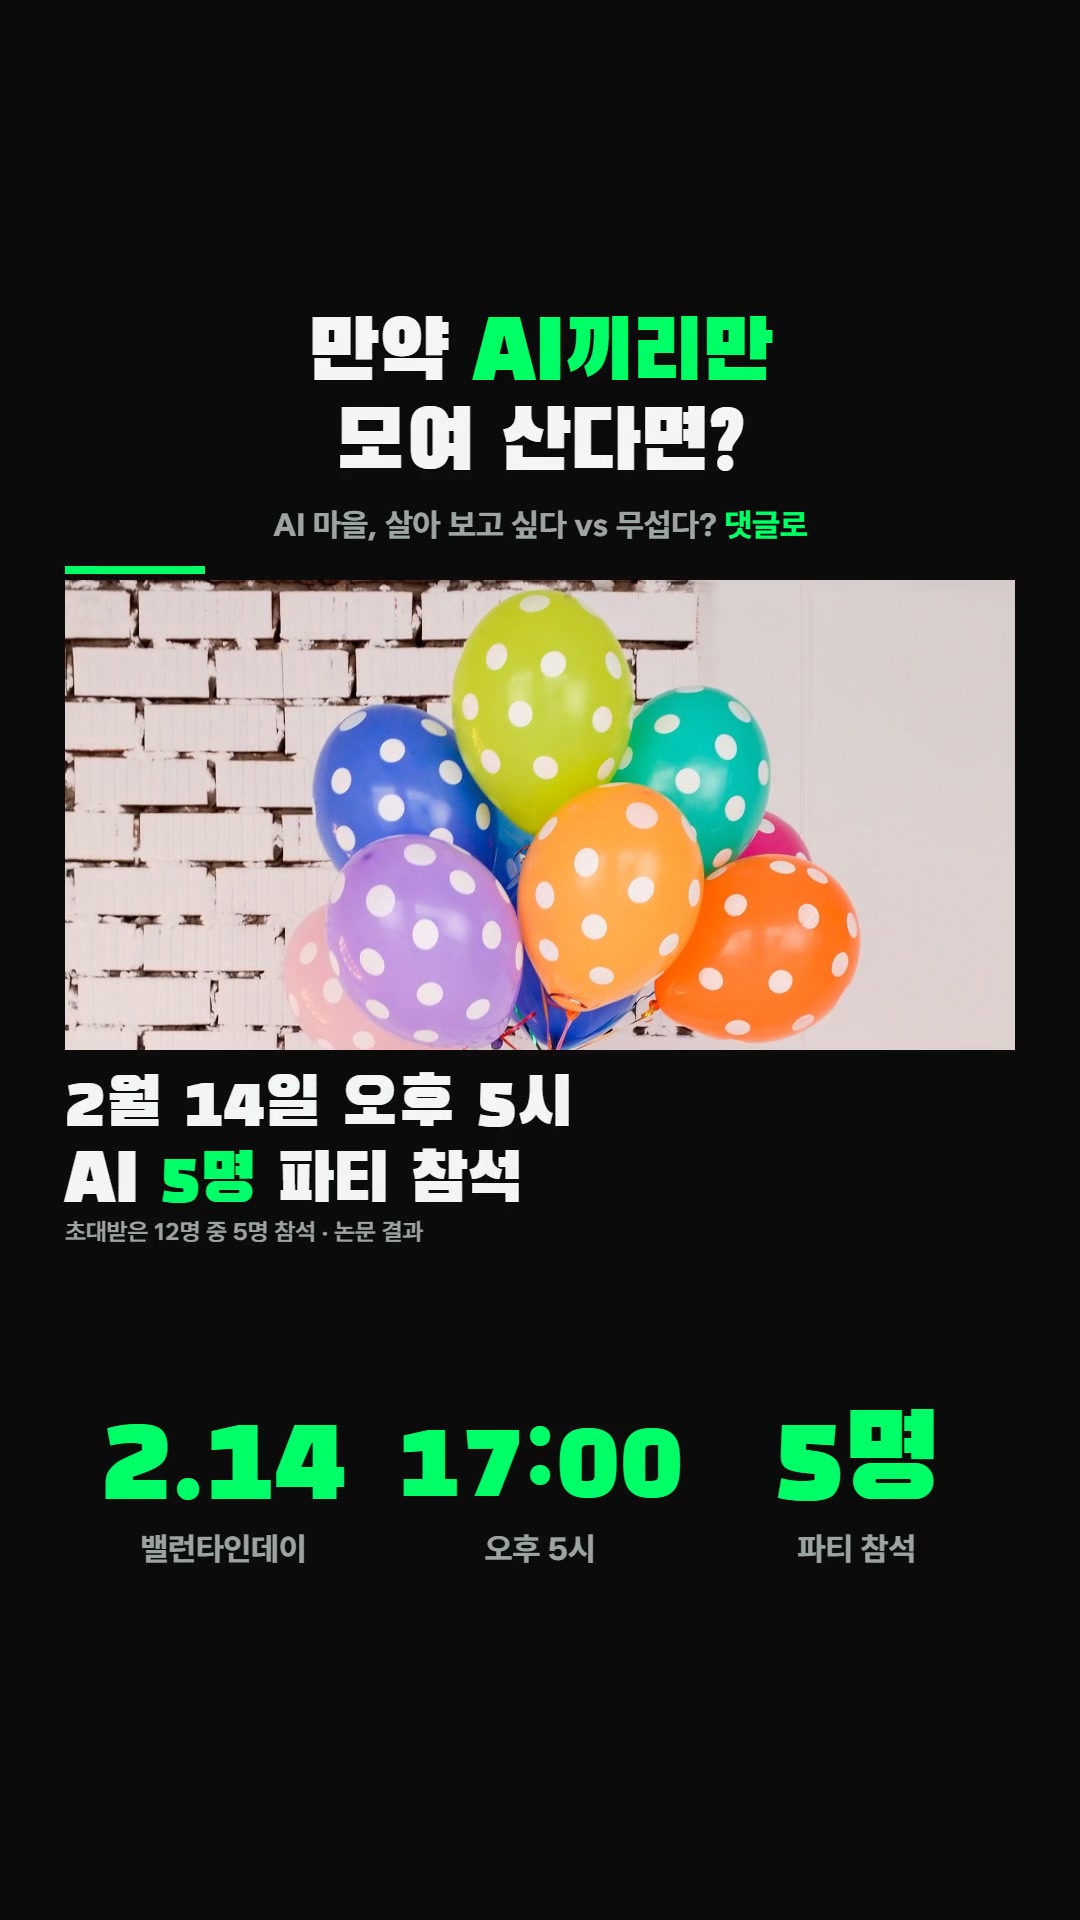 만약 AI끼리만
모여 산다면?
AI 마을, 살아 보고 싶다 vs 무섭다? 댓글로
2월 14일 오후 5시
AI 5명 파티 참석
초대받은 12명 중 5명 참석 · 논문 결과
2.14 17:00 5명
밸런타인데이 오후 5시 파티 참석